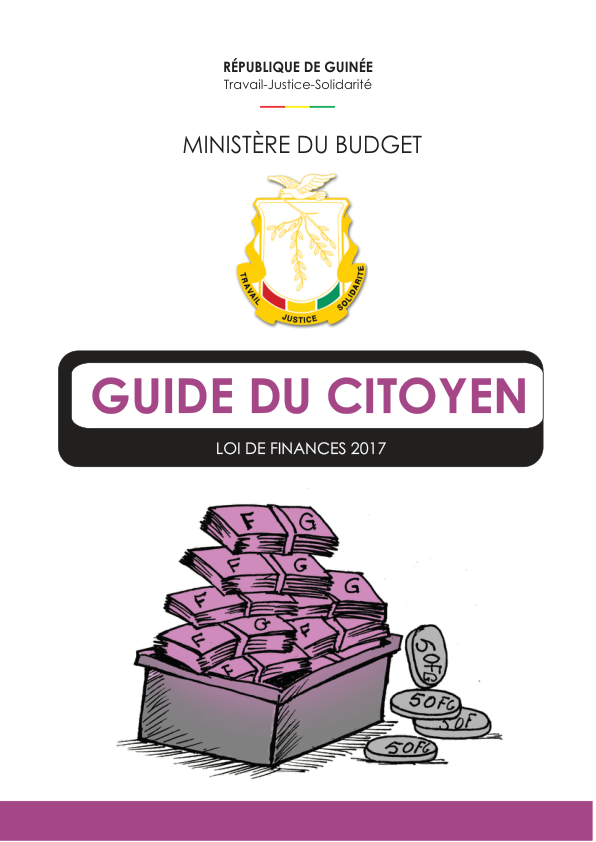 RÉPUBLIQUE DE GUINÉE
Travail-Justice-Solidarité
MINISTÈRE DU BUDGET
TRAVAIL
JUSTICE
SOLIDARITÉ
GUIDE DU CITOYEN
LOI DE FINANCES 2017
F G
F G
F G
F G F
F
50FG
50FG
50F
50FG